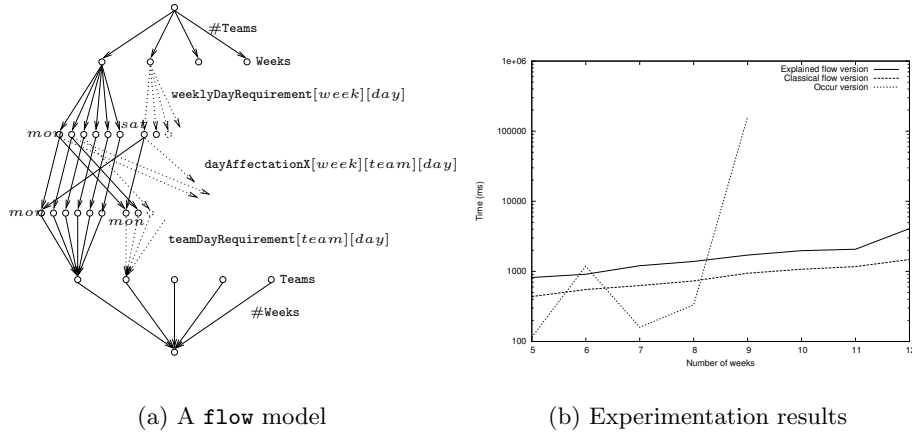 #Teams
Weeks
weeklyDayRequirement[week][day]
mon
sat
dayAffectationX[week][team][day]
mon
mon
teamDayRequirement[team][day]
Teams
#Weeks
(a) A flow model
1e+06
100000
10000
1000
100
Time (ms)
Explained flow version
Classical flow version
Occur version
5 6 7 8 9 10 11 12
Number of weeks
(b) Experimentation results